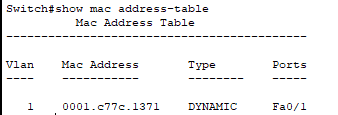 Switch#show mac address-table
Mac Address Table
-------------------------------------------
Vlan Mac Address Type Ports
---- ----------- -------- -----
1 0001.c77c.1371 DYNAMIC Fa0/1